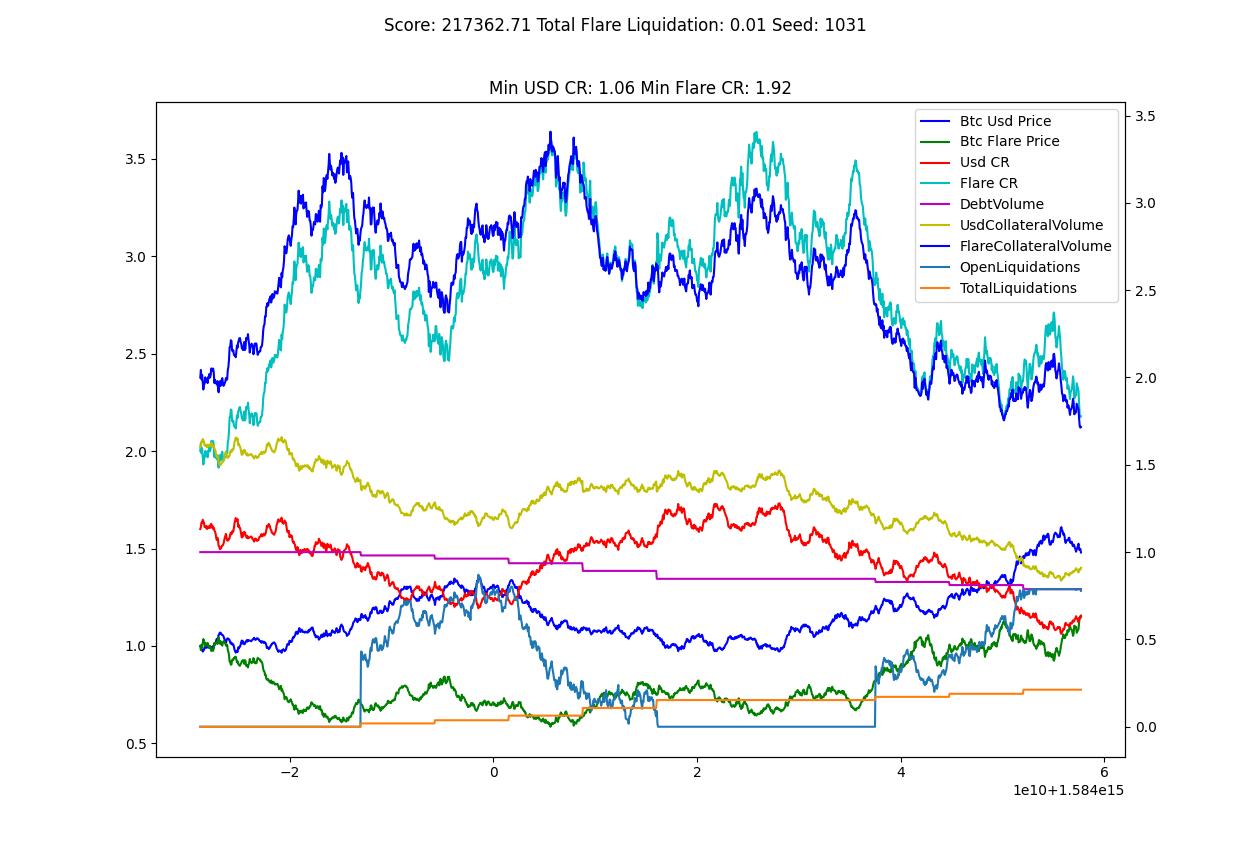 Score: 217362.71 Total Flare Liquidation: 0.01 Seed: 1031
Min USD CR: 1.06 Min Flare CR: 1.92
Btc Usd Price
Btc Flare Price
Usd CR
Flare CR
DebtVolume
UsdCollateralVolume
FlareCollateralVolume
OpenLiquidations
TotalLiquidations
3.5
3.0
2.5
2.0
1.5
1.0
0.5
3.5
3.0
2.5
2.0
1.5
1.0
0.5
0.0
−2
0
2
4
6
1e10+1.584e15